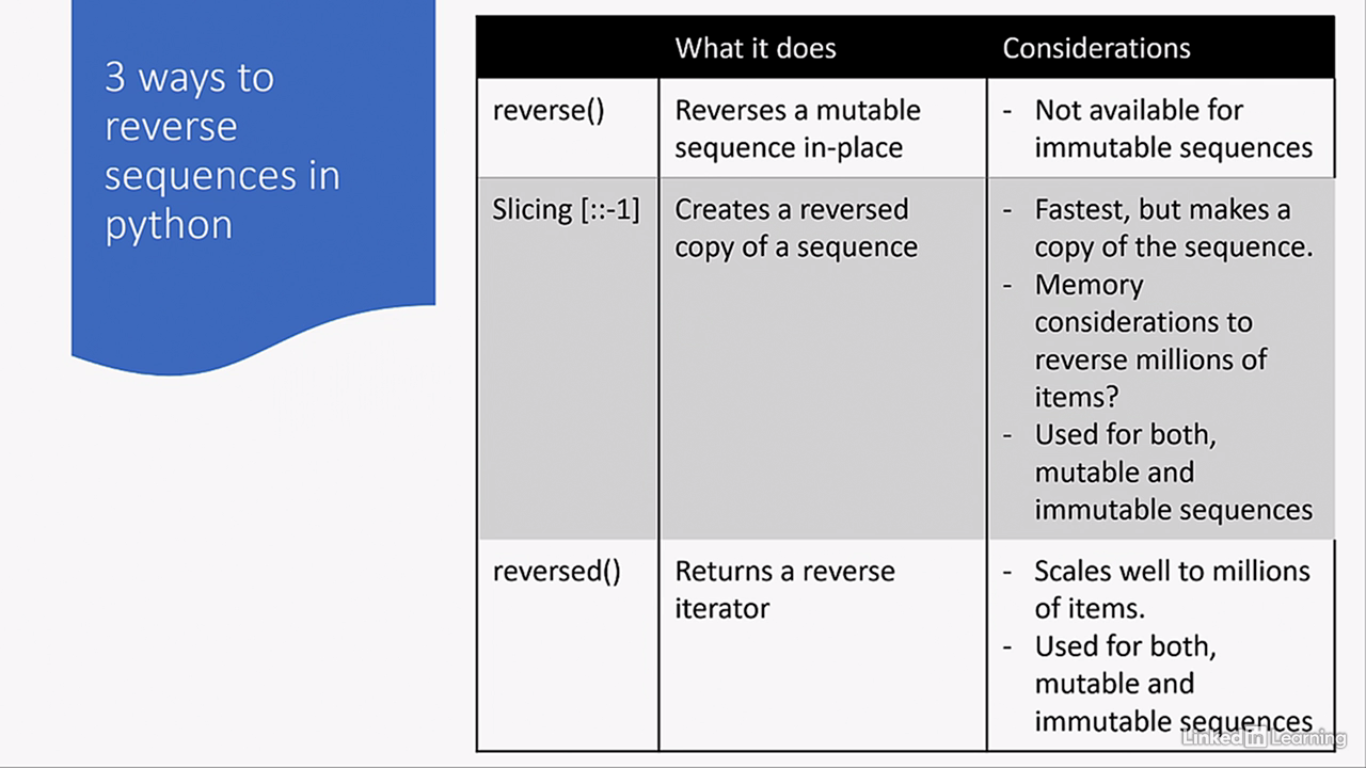 3 ways to
reverse
sequences in
python
What it does
Considerations
reverse()
Reverses a mutable
sequence in-place
- Not available for
immutable sequences
Slicing [::-1]
Creates a reversed
copy of a sequence
- Fastest, but makes a
copy of the sequence.
- Memory
considerations to
reverse millions of
items?
- Used for both,
mutable and
immutable sequences
reversed()
Returns a reverse
iterator
- Scales well to millions
of items.
- Used for both,
mutable and
immutable sequences
Linked in Learning